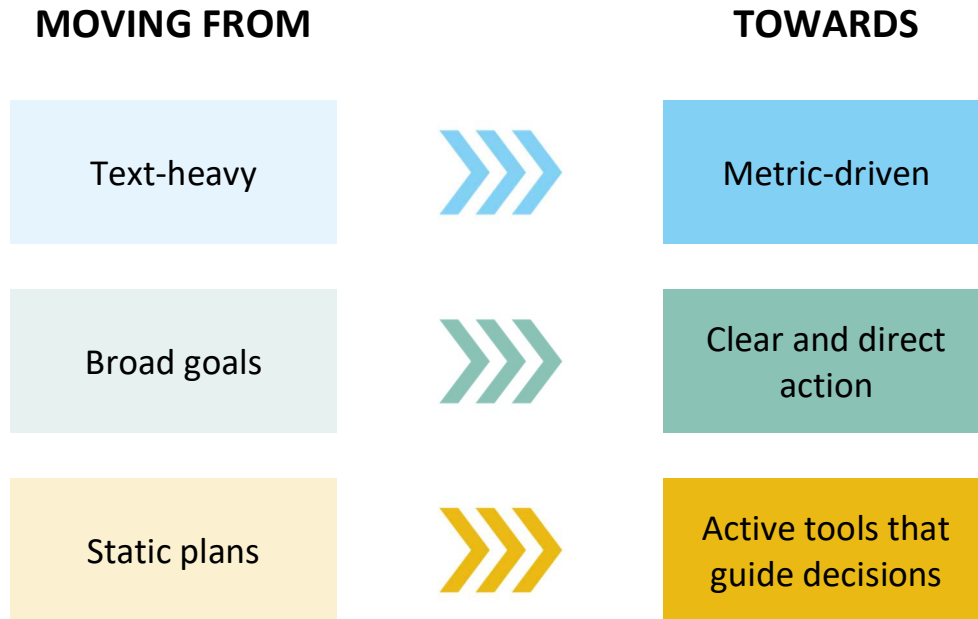 MOVING FROM
TOWARDS
Text-heavy
Metric-driven
Broad goals
Clear and direct
action
Static plans
Active tools that
guide decisions